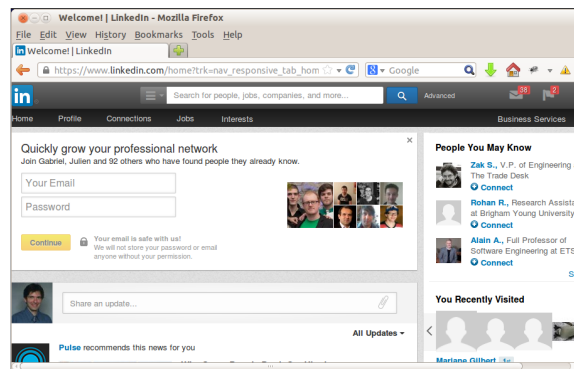 Welcome! | LinkedIn - Mozilla Firefox
File Edit View History Bookmarks Tools Help
Welcome! | LinkedIn
https://www.linkedin.com/home?trk=nav_responsive_tab_hom
Google
in
Search for people, jobs, companies, and more...
Advanced
38
2
Home Profile Connections Jobs Interests
Business Services
Quickly grow your professional network
Join Gabriel, Julien and 92 others who have found people they already know.
Your Email
Password
Continue
Your email is safe with us!
We will not store your password or email
anyone without your permission.
Share an update...
All Updates
Pulse recommends this news for you
People You May Know
Zak S., V.P. of Engineering
The Trade Desk
Connect
Rohan R., Research Assista
at Brigham Young University
Connect
Alain A., Full Professor of
Software Engineering at ETS
Connect
S
You Recently Visited
Mariane Gilbert 1s